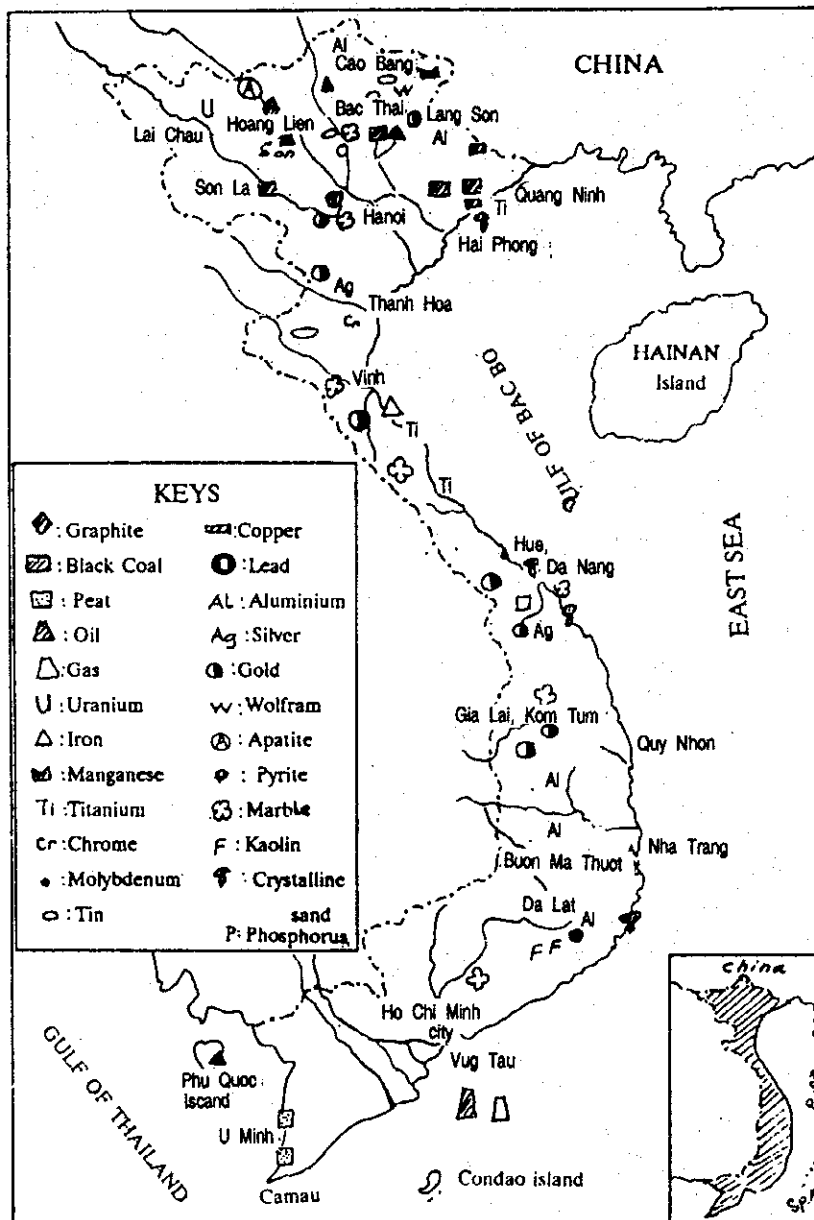 Al
Cao Bang
W
CHINA
A
U
Bac Thai
Lang Son
Hoang Lien
Al
Lai Chau
Son La
Ti
Quang Ninh
Hanoi
Hai Phong
Ag
Thanh Hoa
Cr
HAINAN
Island
Vinh
Ti
GULF OF BAC BO
Ti
KEYS
: Graphite
: Copper
: Black Coal
: Lead
: Peat
AL : Aluminium
: Oil
Ag : Silver
: Gas
: Gold
U : Uranium
W : Wolfram
: Iron
A : Apatite
: Manganese
: Pyrite
Ti : Titanium
: Marble
Cr : Chrome
F : Kaolin
: Molybdenum
: Crystalline
sand
: Tin
P: Phosphorus
Hue,
Da Nang
EAST SEA
Ag
Gia Lai, Kom Tum
Quy Nhon
Al
Al
Nha Trang
Buon Ma Thuot
Da Lat
Al
F F
Ho Chi Minh
city
Vug Tau
GULF OF THAILAND
Phu Quoc
Iscand
U Minh
Camau
Condao island
china